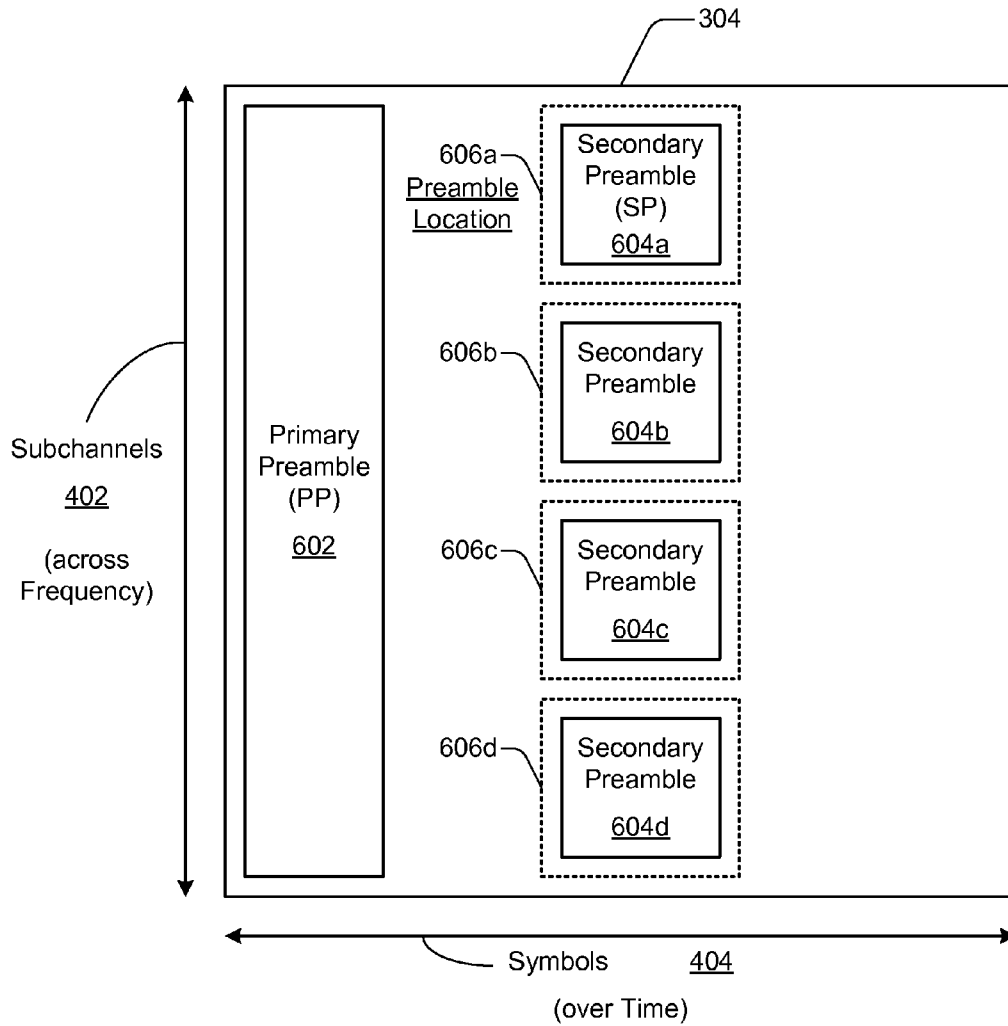 304
606a
Preamble
Location
Secondary
Preamble
(SP)
604a
606b
Secondary
Preamble
604b
Subchannels
402
(across
Frequency)
Primary
Preamble
(PP)
602
606c
Secondary
Preamble
604c
606d
Secondary
Preamble
604d
Symbols 404
(over Time)